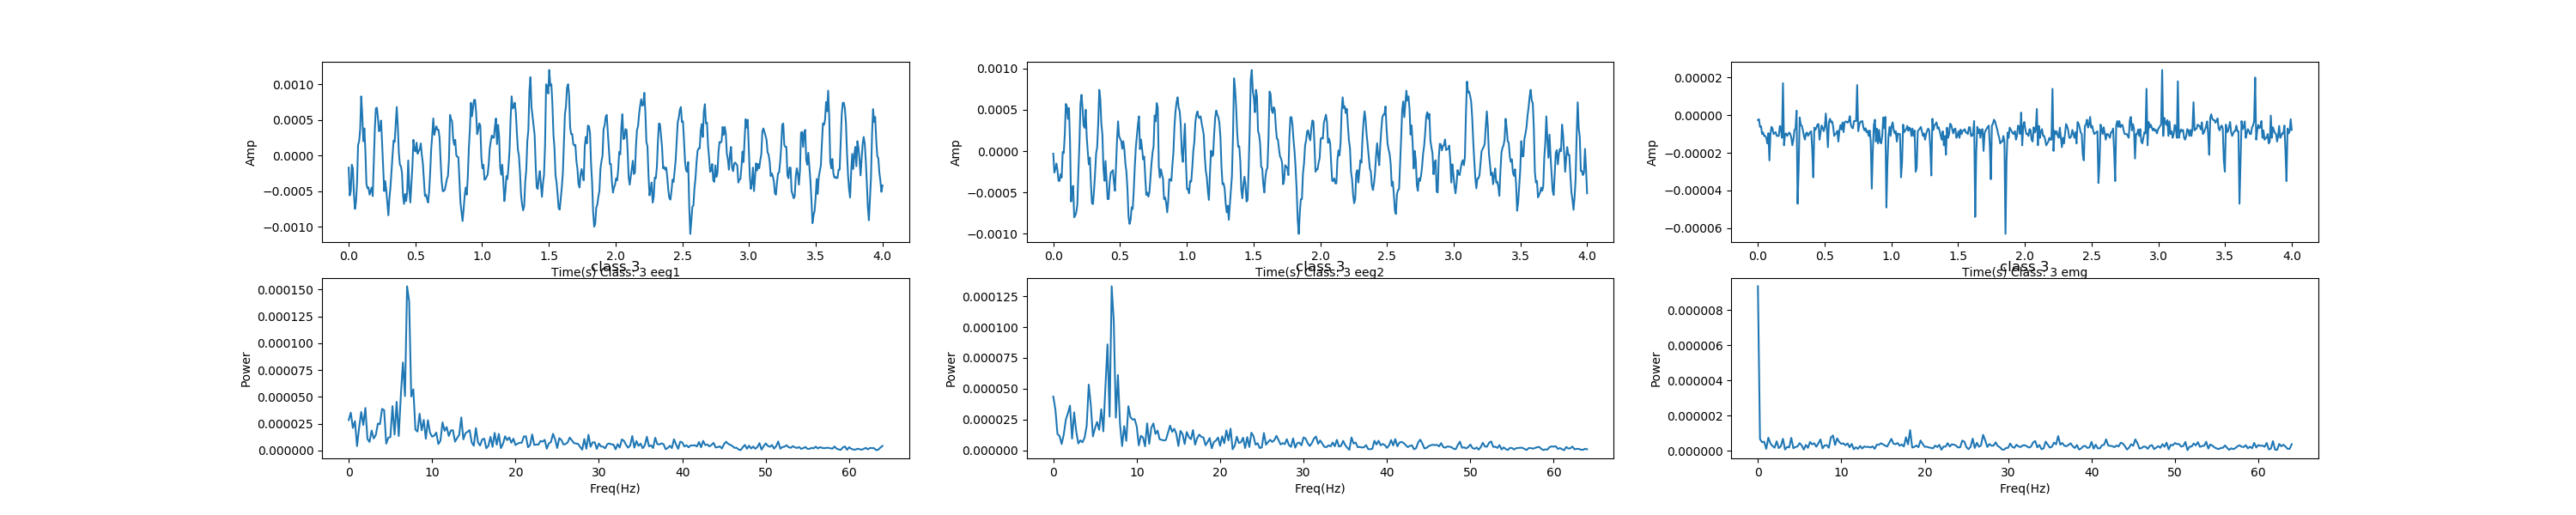 Amp
0.0010
0.0005
0.0000
−0.0005
−0.0010
0.0 0.5 1.0 1.5 2.0 2.5 3.0 3.5 4.0
Time(s) Class: 3 eeg1
Amp
0.0010
0.0005
0.0000
−0.0005
−0.0010
0.0 0.5 1.0 1.5 2.0 2.5 3.0 3.5 4.0
Time(s) Class: 3 eeg2
Amp
0.00002
0.00000
−0.00002
−0.00004
−0.00006
0.0 0.5 1.0 1.5 2.0 2.5 3.0 3.5 4.0
Time(s) Class: 3 emg
class 3
Power
0.000150
0.000125
0.000100
0.000075
0.000050
0.000025
0.000000
0 10 20 30 40 50 60
Freq(Hz)
class 3
Power
0.000125
0.000100
0.000075
0.000050
0.000025
0.000000
0 10 20 30 40 50 60
Freq(Hz)
class 3
Power
0.000008
0.000006
0.000004
0.000002
0.000000
0 10 20 30 40 50 60
Freq(Hz)